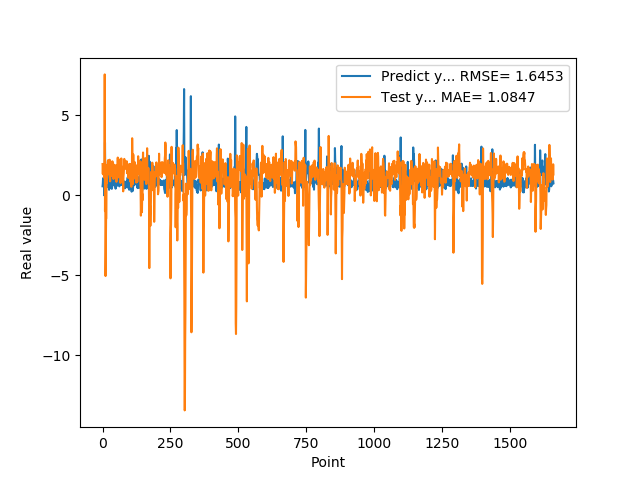 Predict y... RMSE= 1.6453
Test y... MAE= 1.0847
5
0
−5
−10
Real value
0 250 500 750 1000 1250 1500
Point